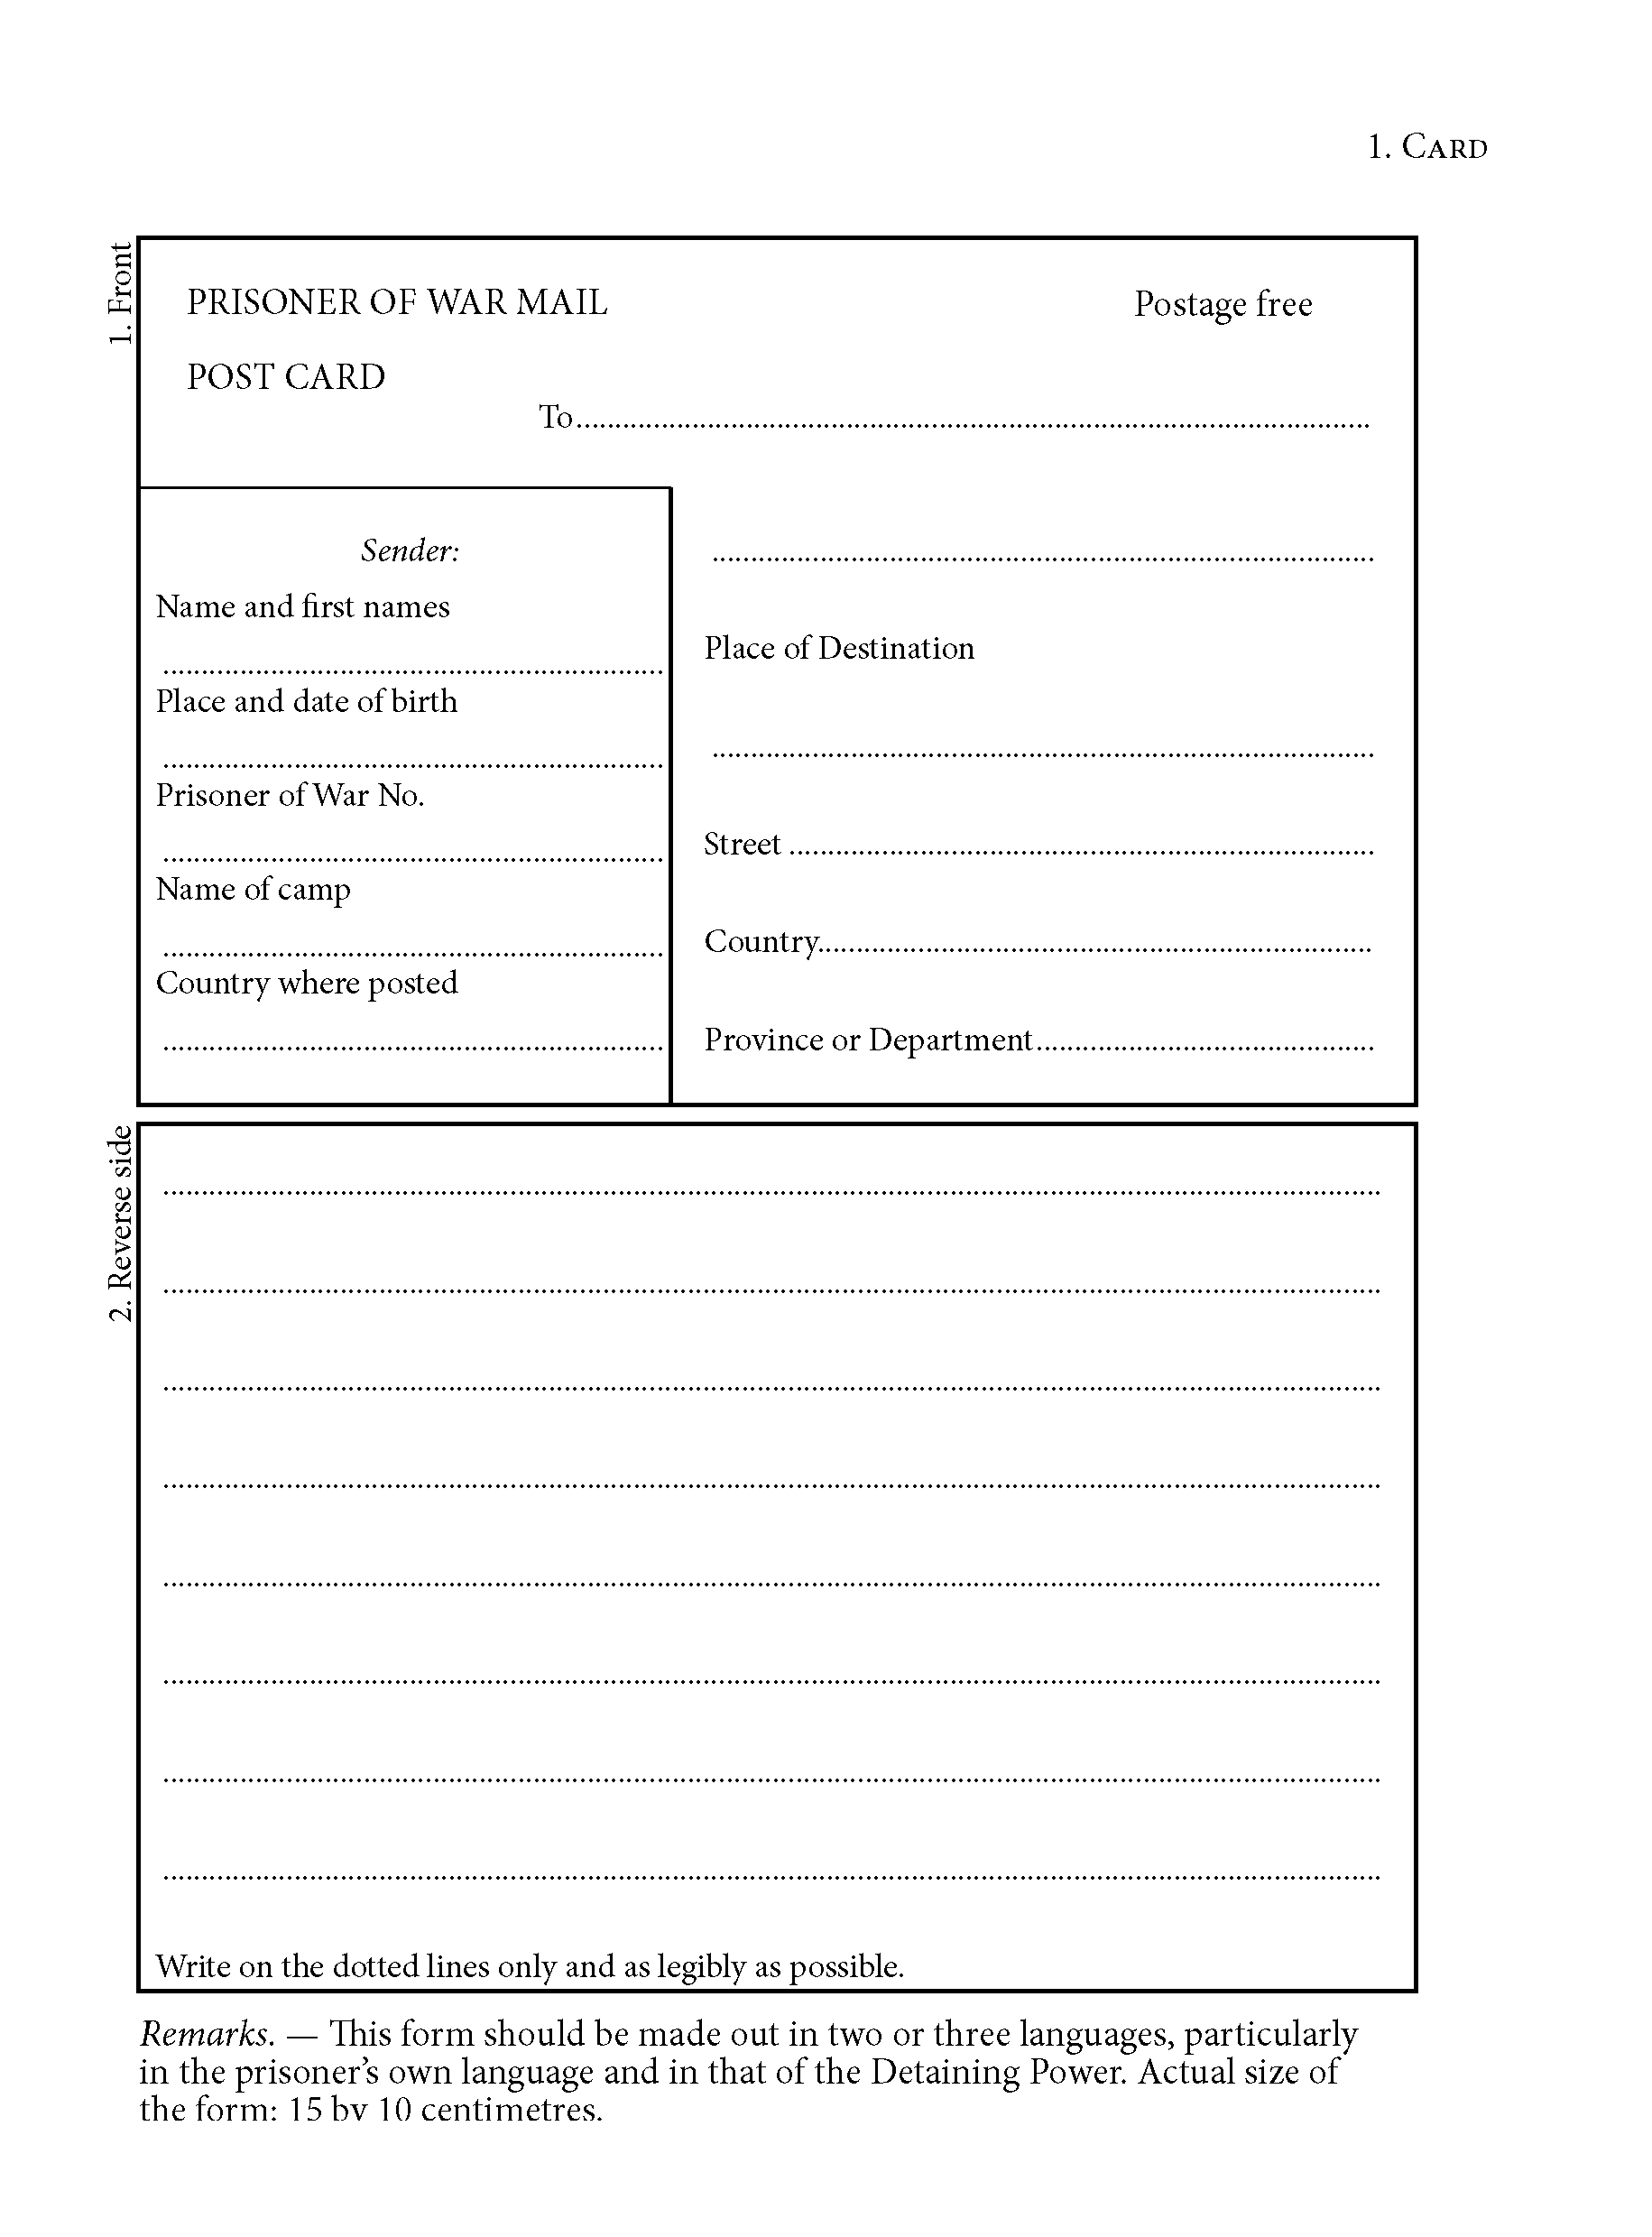 1. CARD
1. Front
PRISONER OF WAR MAIL
Postage free
POST CARD
To
Sender:
Name and first names
Place and date of birth
Prisoner of War No.
Name of camp
Country where posted
Place of Destination
Street
Country
Province or Department
2. Reverse side
Write on the dotted lines only and as legibly as possible.
Remarks. — This form should be made out in two or three languages, particularly
in the prisoner’s own language and in that of the Detaining Power. Actual size of
the form: 15 bv 10 centimetres.